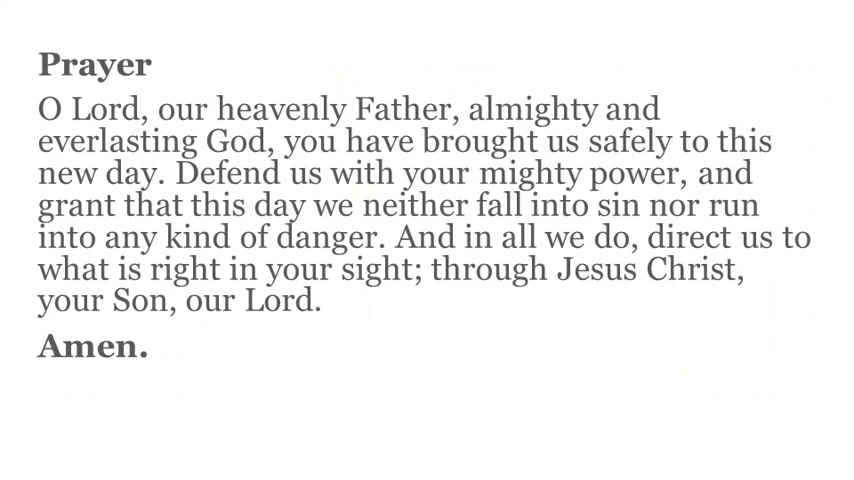 Prayer
O Lord, our heavenly Father, almighty and
everlasting God, you have brought us safely to this
new day. Defend us with your mighty power, and
grant that this day we neither fall into sin nor run
into any kind of danger. And in all we do, direct us to
what is right in your sight; through Jesus Christ,
your Son, our Lord.
Amen.